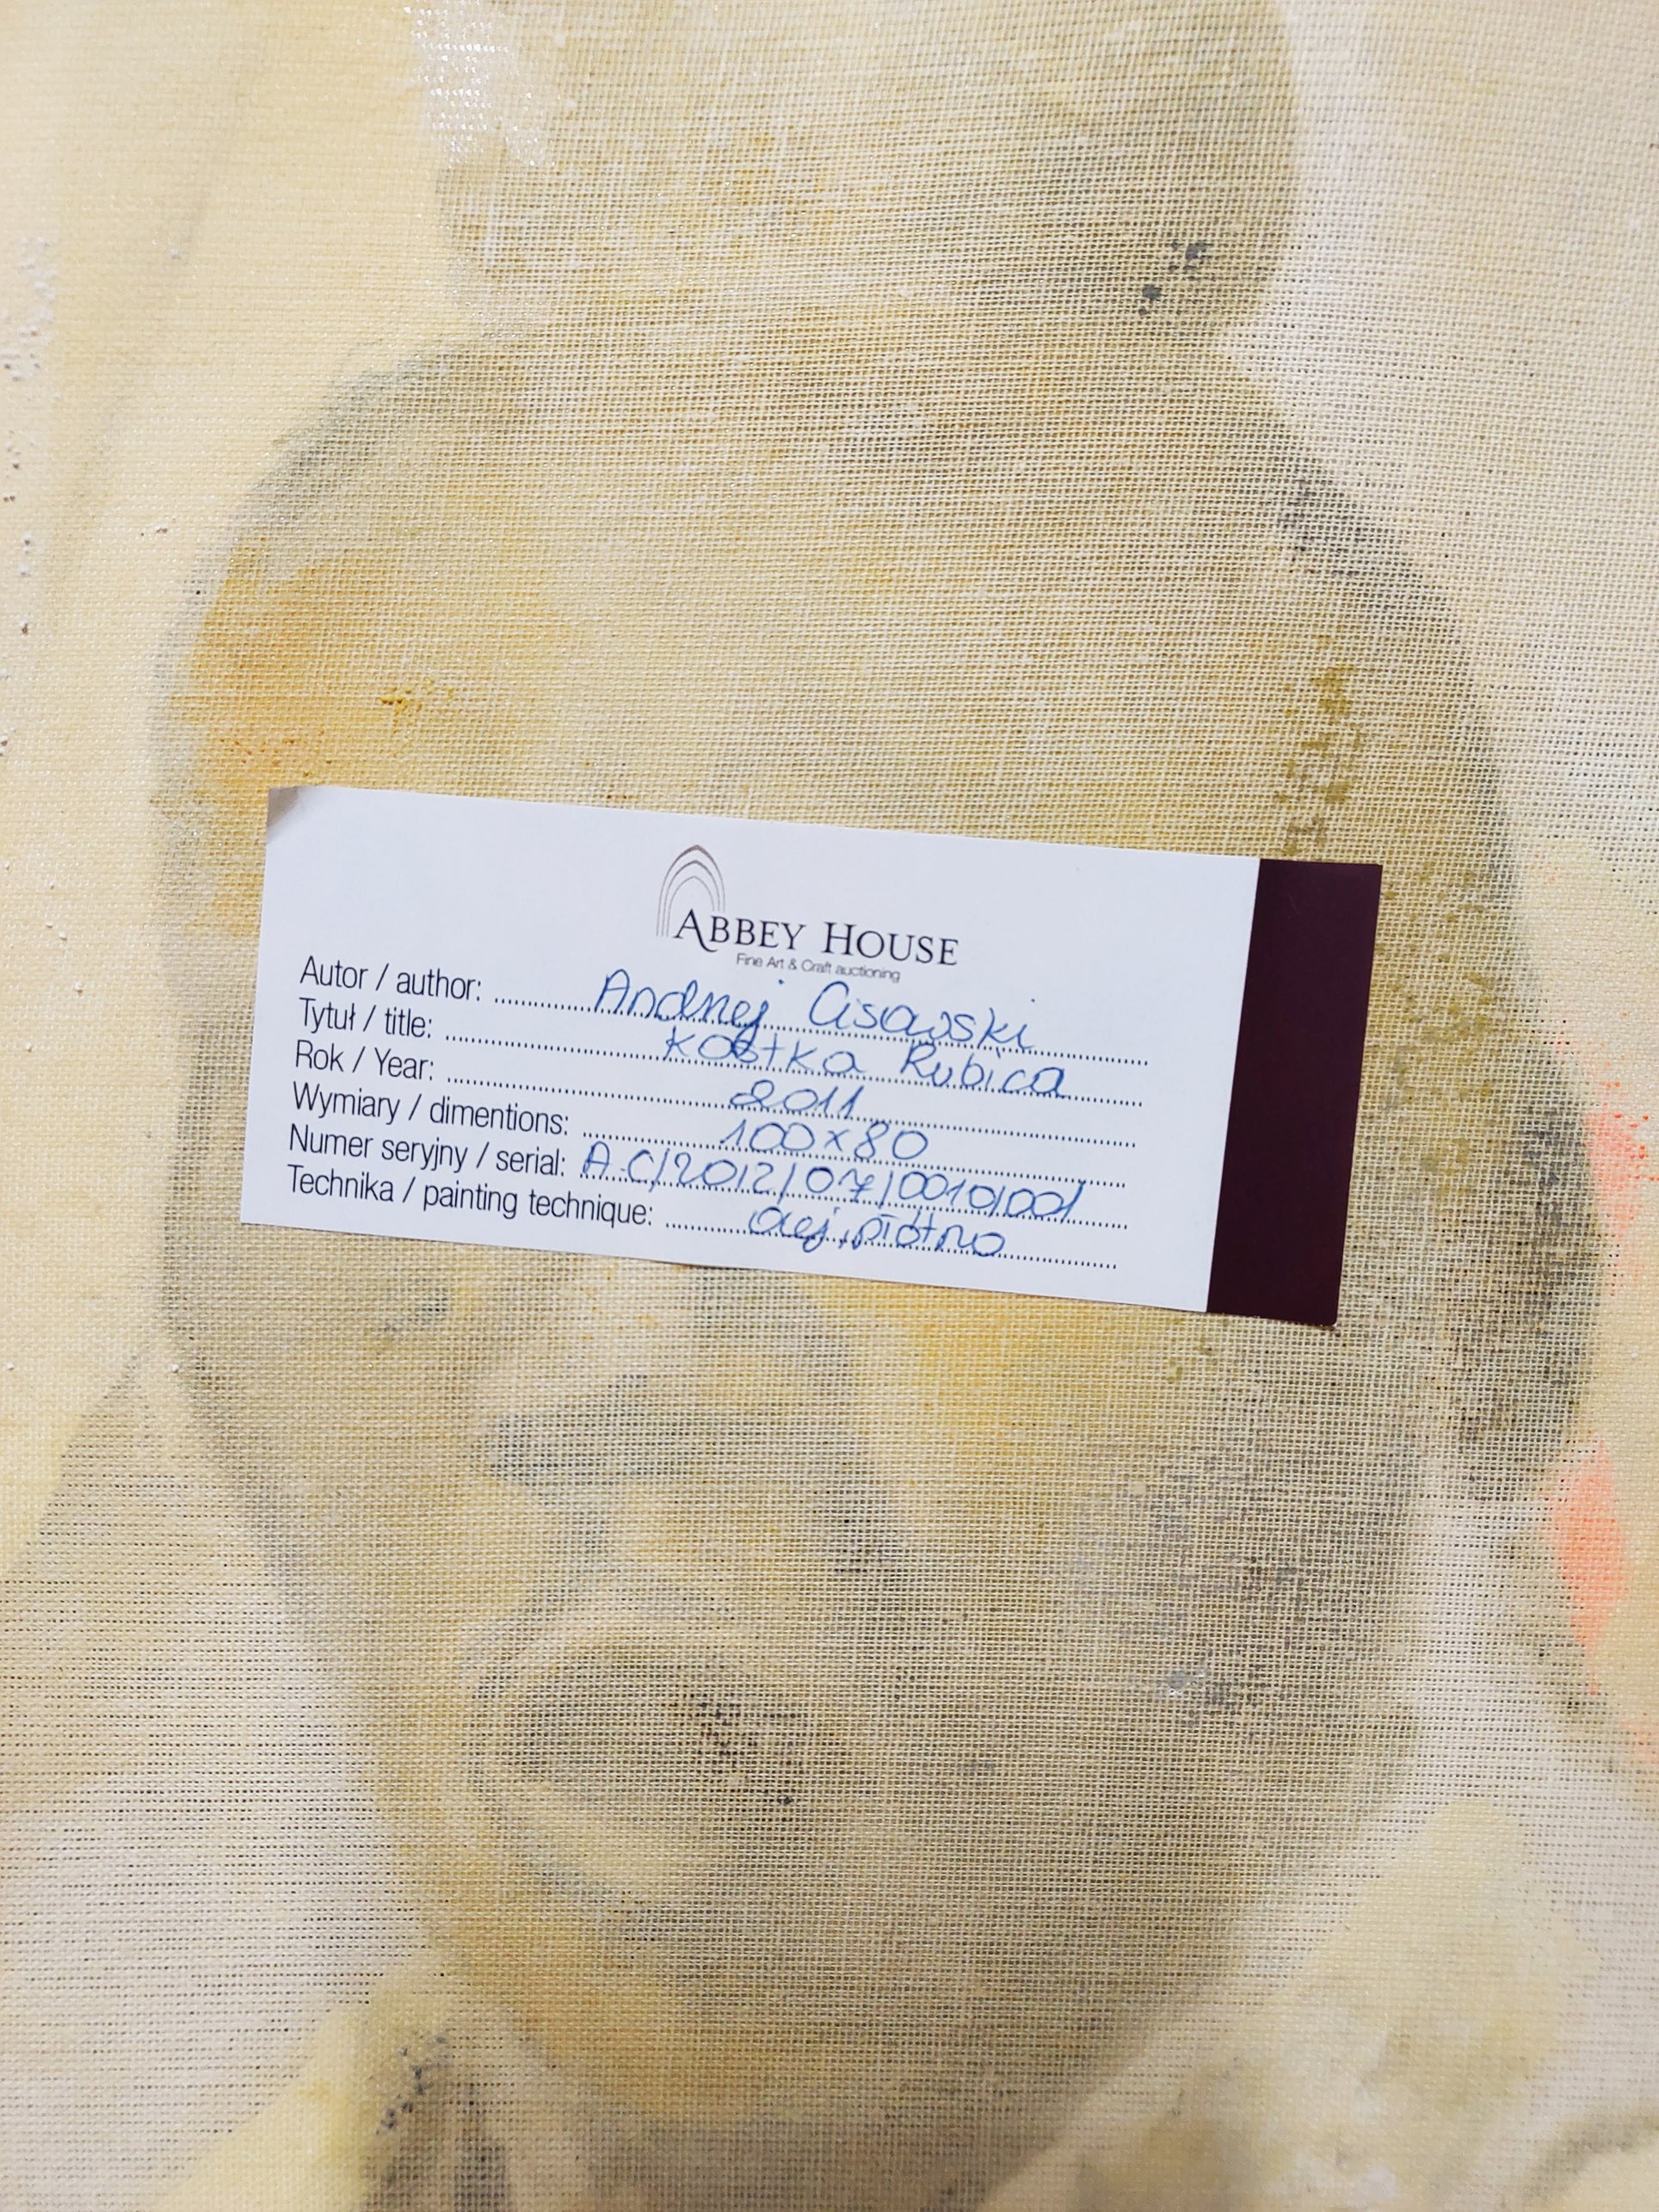 ABBEY HOUSE
Fine Art & Craft auctioning
Autor / author: Andrzej Cisowski
Tytuł / title: Kostka Rubica
Rok / Year: 2011
Wymiary / dimentions: 100x80
Numer seryjny / serial: A.C/2012/07/0010/001
Technika / painting technique: olej, płótno